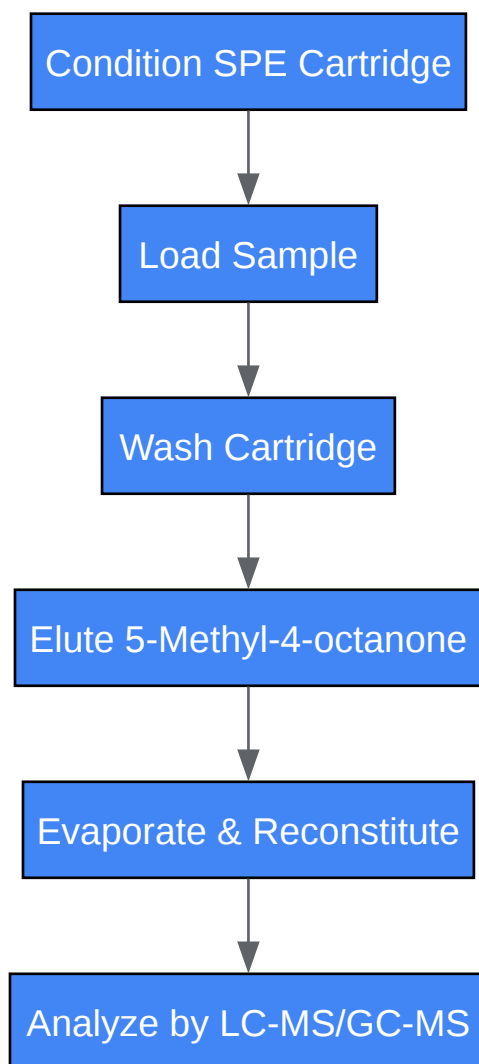 Condition SPE Cartridge
Load Sample
Wash Cartridge
Elute 5-Methyl-4-octanone
Evaporate & Reconstitute
Analyze by LC-MS/GC-MS